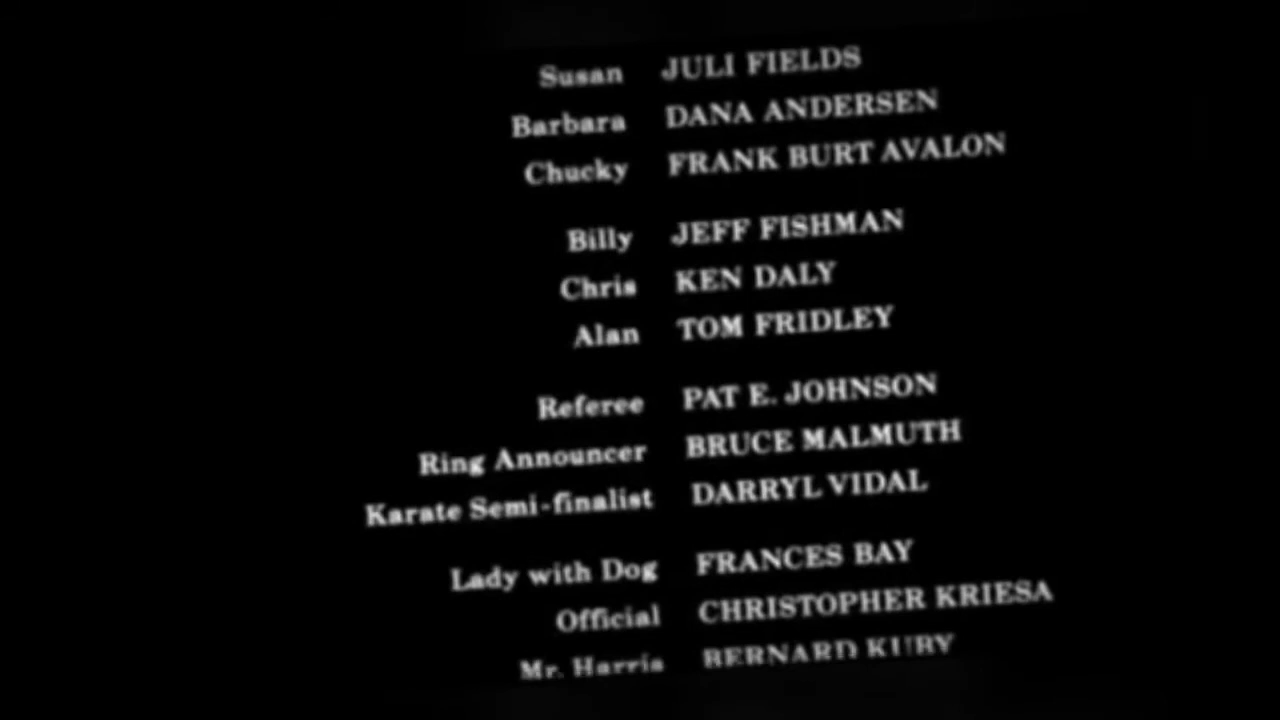 Susan JULI FIELDS
Barbara DANA ANDERSEN
Chucky FRANK BURT AVALON
Billy JEFF FISHMAN
Chris KEN DALY
Alan TOM FRIDLEY
Referee PAT E. JOHNSON
Ring Announcer BRUCE MALMUTH
Karate Semi-finalist DARRYL VIDAL
Lady with Dog FRANCES BAY
Official CHRISTOPHER KRIESA
Mr. Harris BERNARD KUBY